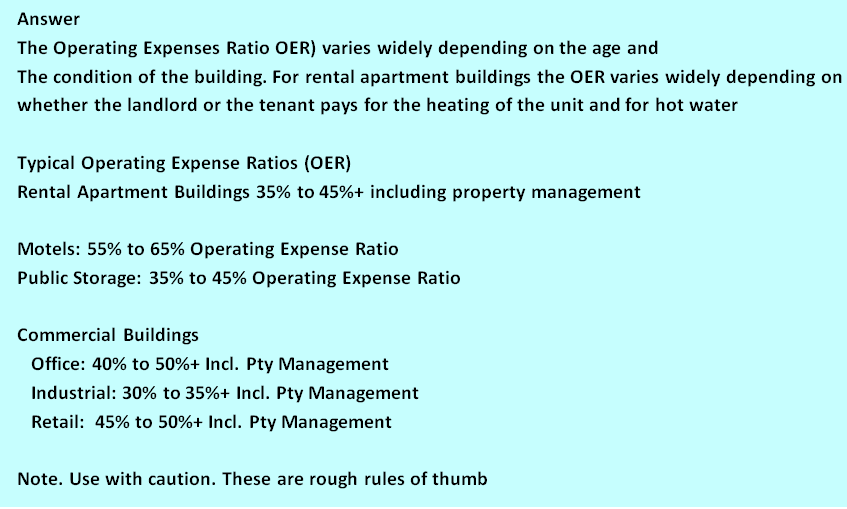 Answer
The Operating Expenses Ratio OER) varies widely depending on the age and
The condition of the building. For rental apartment buildings the OER varies widely depending on
whether the landlord or the tenant pays for the heating of the unit and for hot water
Typical Operating Expense Ratios (OER)
Rental Apartment Buildings 35% to 45%+ including property management
Motels: 55% to 65% Operating Expense Ratio
Public Storage: 35% to 45% Operating Expense Ratio
Commercial Buildings
Office: 40% to 50%+ Incl. Pty Management
Industrial: 30% to 35%+ Incl. Pty Management
Retail: 45% to 50%+ Incl. Pty Management
Note. Use with caution. These are rough rules of thumb